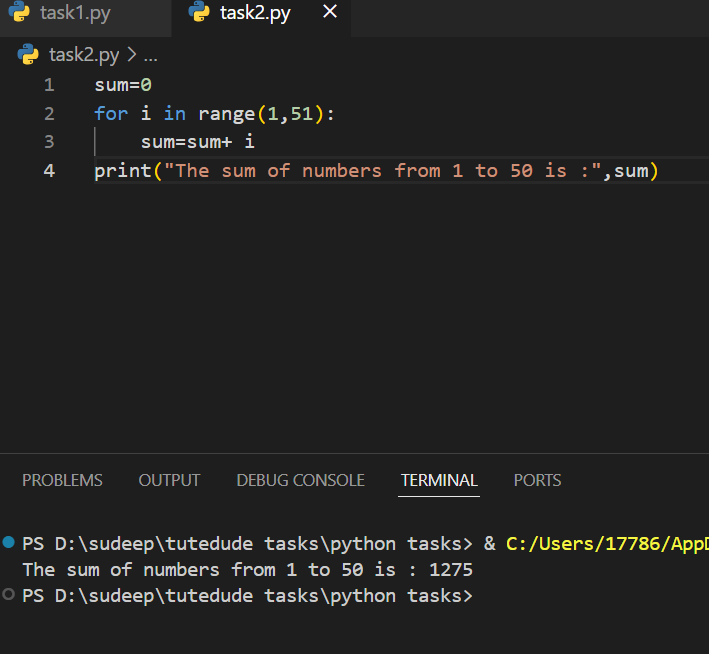 task1.py task2.py ×
task2.py > ...
1 sum=0
2 for i in range(1,51):
3     sum=sum+ i
4 print("The sum of numbers from 1 to 50 is :",sum)
PROBLEMS OUTPUT DEBUG CONSOLE TERMINAL PORTS
PS D:\sudeep\tutedude tasks\python tasks> & C:/Users/17786/AppD
The sum of numbers from 1 to 50 is : 1275
PS D:\sudeep\tutedude tasks\python tasks>